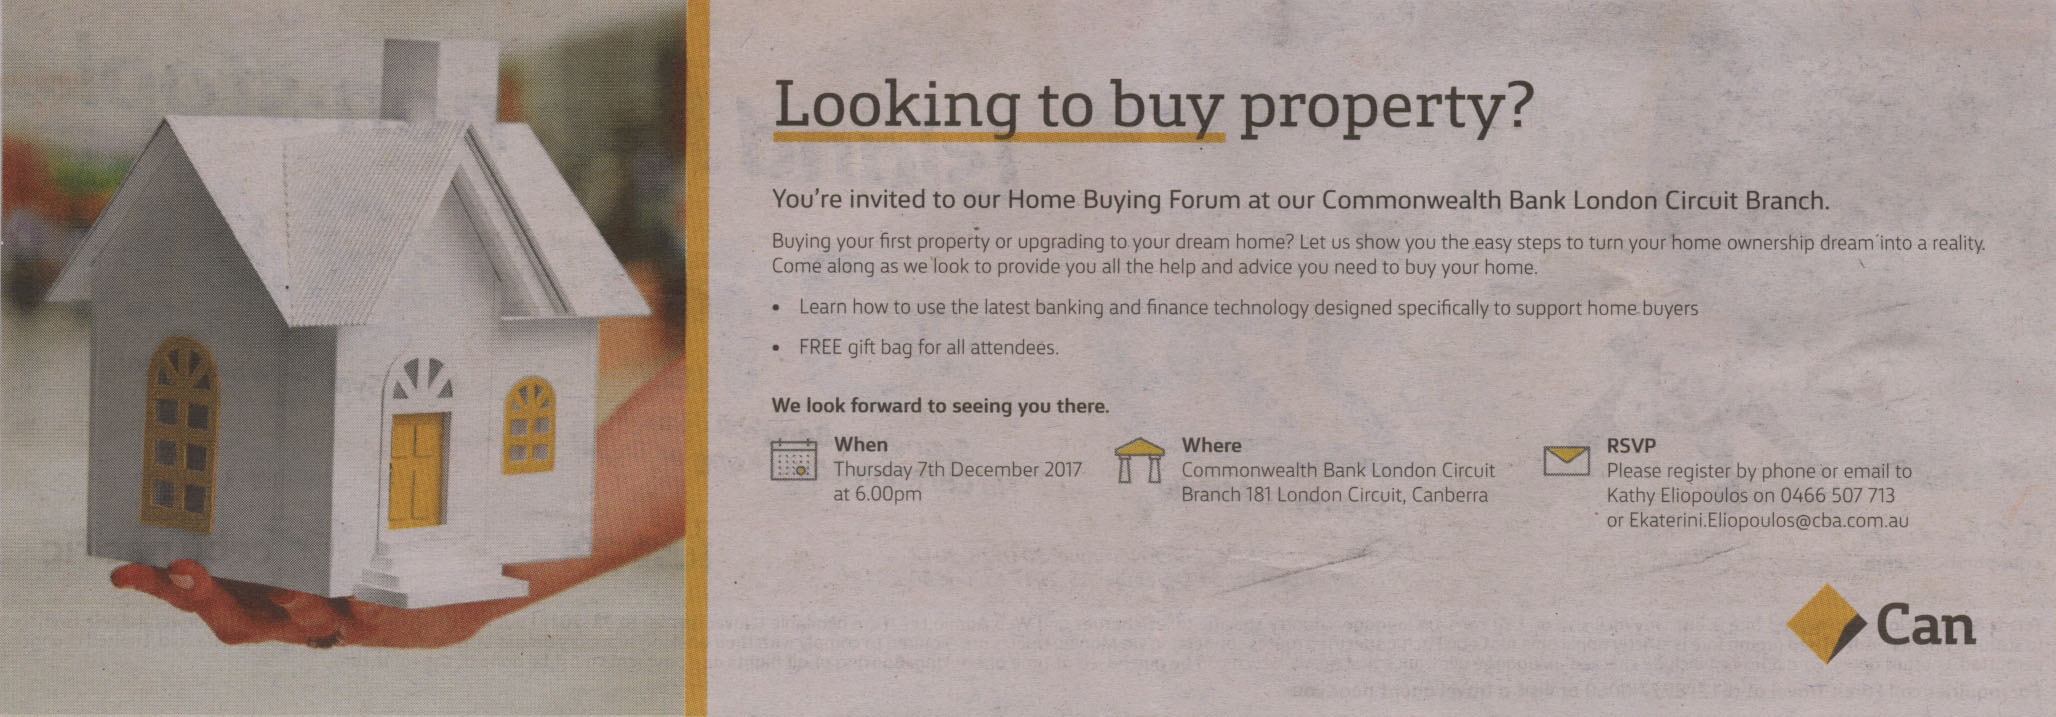 Looking to buy property?
You're invited to our Home Buying Forum at our Commonwealth Bank London Circuit Branch.
Buying your first property or upgrading to your dream home? Let us show you the easy steps to turn your home ownership dream into a reality.
Come along as we look to provide you all the help and advice you need to buy your home.
• Learn how to use the latest banking and finance technology designed specifically to support home buyers
• FREE gift bag for all attendees.
We look forward to seeing you there.
When
Thursday 7th December 2017
at 6.00pm
Where
Commonwealth Bank London Circuit
Branch 181 London Circuit, Canberra
RSVP
Please register by phone or email to
Kathy Eliopoulos on 0466 507 713
or Ekaterini.Eliopoulos@cba.com.au
Can